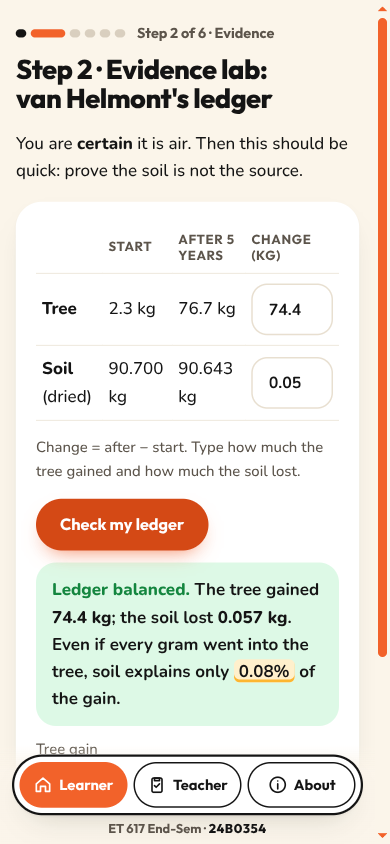 Step 2 of 6 · Evidence
Step 2 · Evidence lab:
van Helmont's ledger
You are certain it is air. Then this should be
quick: prove the soil is not the source.
START AFTER 5 CHANGE
YEARS (KG)
Tree 2.3 kg 76.7 kg 74.4
Soil 90.700 90.643 0.05
(dried) kg kg
Change = after − start. Type how much the
tree gained and how much the soil lost.
Check my ledger
Ledger balanced. The tree gained
74.4 kg; the soil lost 0.057 kg.
Even if every gram went into the
tree, soil explains only 0.08% of
the gain.
Tree gain
Learner Teacher About
ET 617 End-Sem · 24B0354